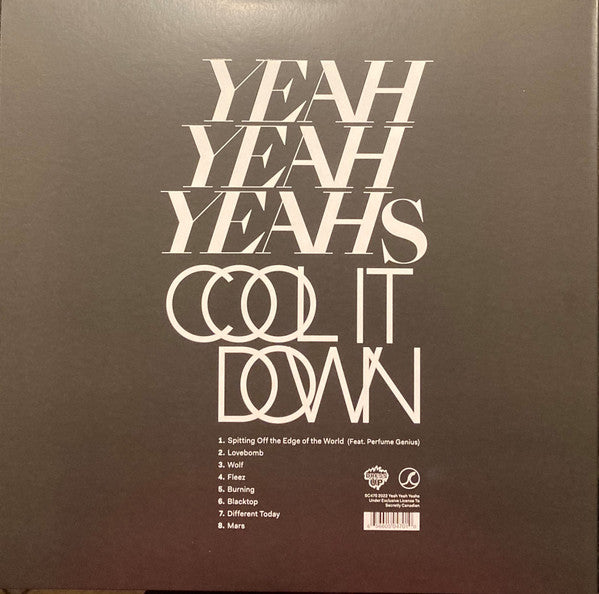 YEAH
YEAH
YEAHS
COOL IT
DOWN
1. Spitting Off the Edge of the World (Feat. Perfume Genius)
2. Lovebomb
3. Wolf
4. Fleez
5. Burning
6. Blacktop
7. Different Today
8. Mars
DRESS
UP
SC470 2022 Yeah Yeah Yeahs
Under Exclusive License To
Secretly Canadian